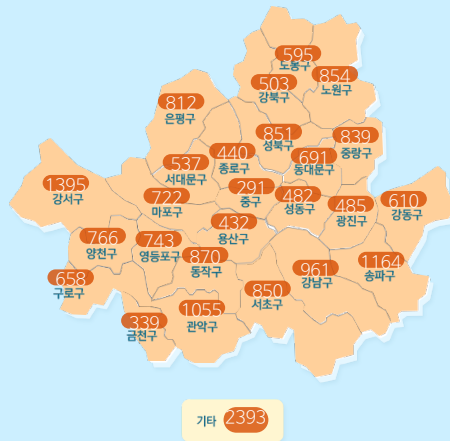 595
도봉구
503
강북구
854
노원구
812
은평구
851
성북구
839
중랑구
537
서대문구
440
종로구
691
동대문구
1395
강서구
722
마포구
291
중구
482
성동구
485
광진구
610
강동구
432
용산구
766
양천구
743
영등포구
870
동작구
658
구로구
961
강남구
1164
송파구
850
서초구
1055
관악구
339
금천구
기타 2393